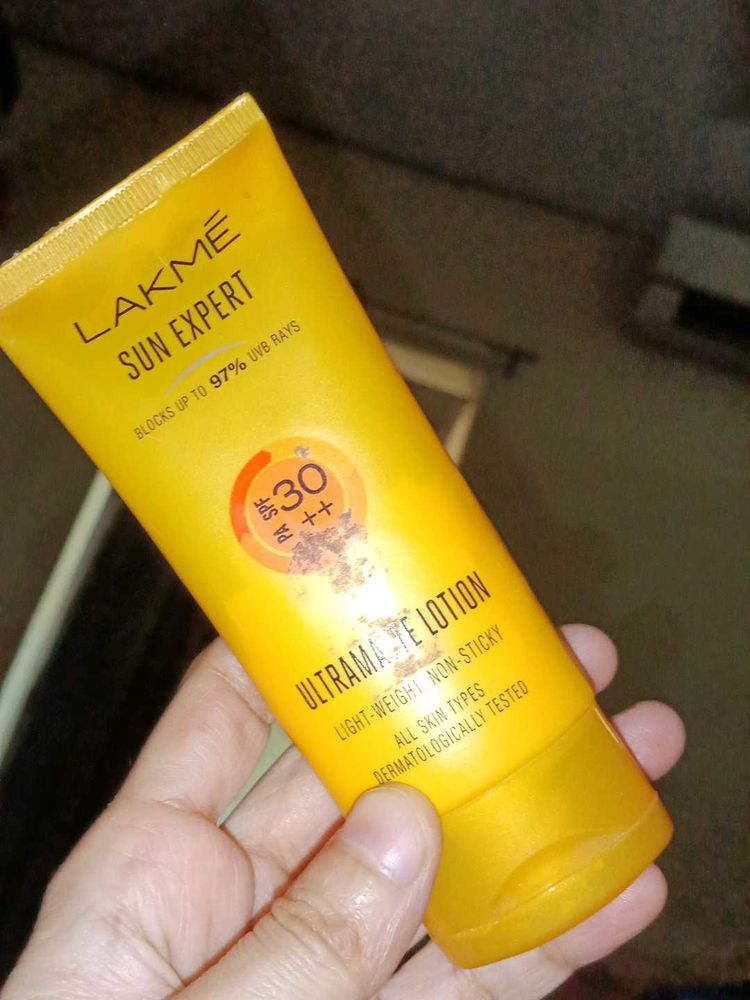 LAKMÉ
SUN EXPERT
BLOCKS UP TO 97% UVB RAYS
SPF 30
PA ++
ULTRAMATTE LOTION
LIGHT-WEIGHT, NON-STICKY
ALL SKIN TYPES
DERMATOLOGICALLY TESTED